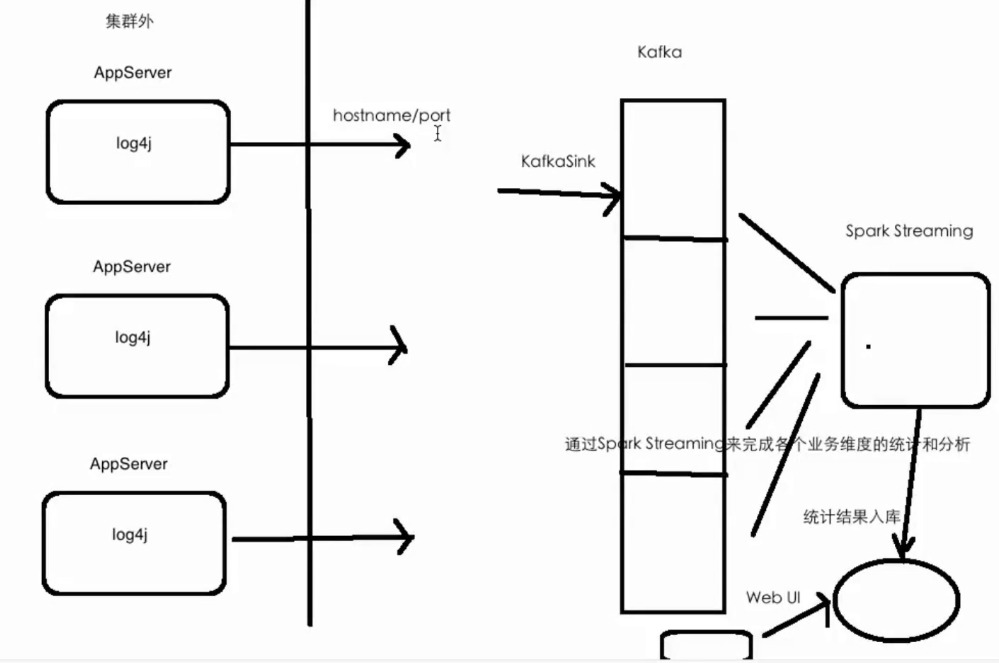 集群外
AppServer
log4j
hostname/port
AppServer
log4j
AppServer
log4j
KafkaSink
Kafka
Spark Streaming
通过Spark Streaming来完成各个业务维度的统计和分析
统计结果入库
Web UI